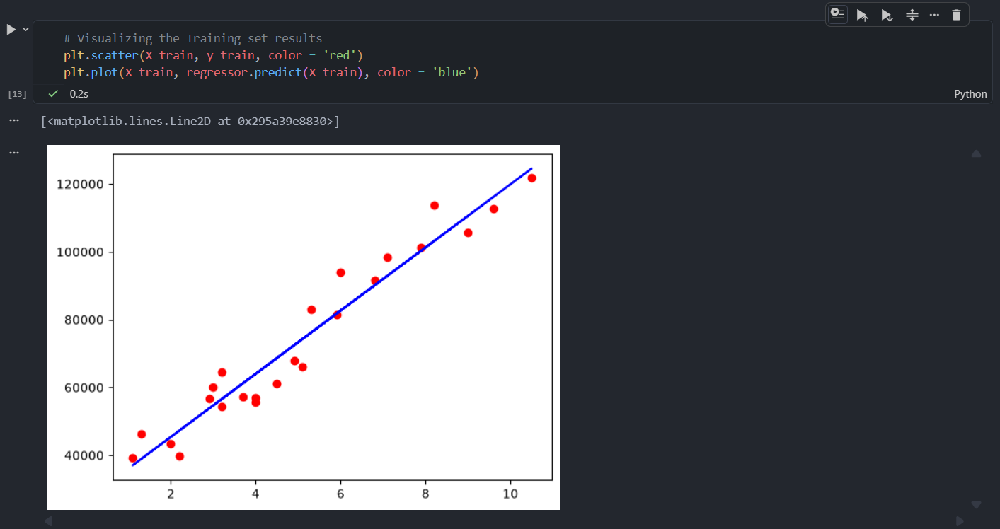 # Visualizing the Training set results
plt.scatter(X_train, y_train, color = 'red')
plt.plot(X_train, regressor.predict(X_train), color = 'blue')
[13]
0.2s
Python
[<matplotlib.lines.Line2D at 0x295a39e8830>]
120000
100000
80000
60000
40000
2 4 6 8 10